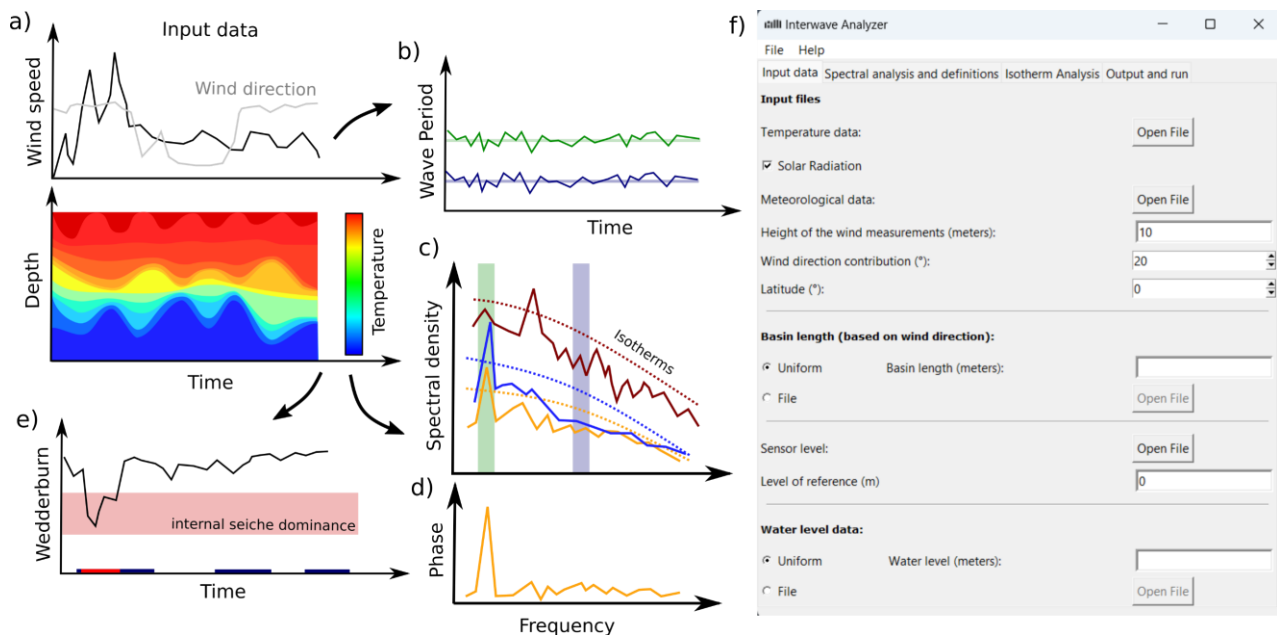 a)
Input data
Wind speed
Wind direction
Depth
Temperature
Time
b)
Wave Period
Time
c)
Spectral density
Isotherms
d)
Phase
Frequency
e)
Wedderburn
internal seiche dominance
Time
f)
Interwave Analyzer
File Help
Input data Spectral analysis and definitions Isotherm Analysis Output and run
Input files
Temperature data: Open File
Solar Radiation
Meteorological data: Open File
Height of the wind measurements (meters): 10
Wind direction contribution (°): 20
Latitude (°): 0
Basin length (based on wind direction):
Uniform Basin length (meters):
File Open File
Sensor level: Open File
Level of reference (m) 0
Water level data:
Uniform Water level (meters):
File Open File